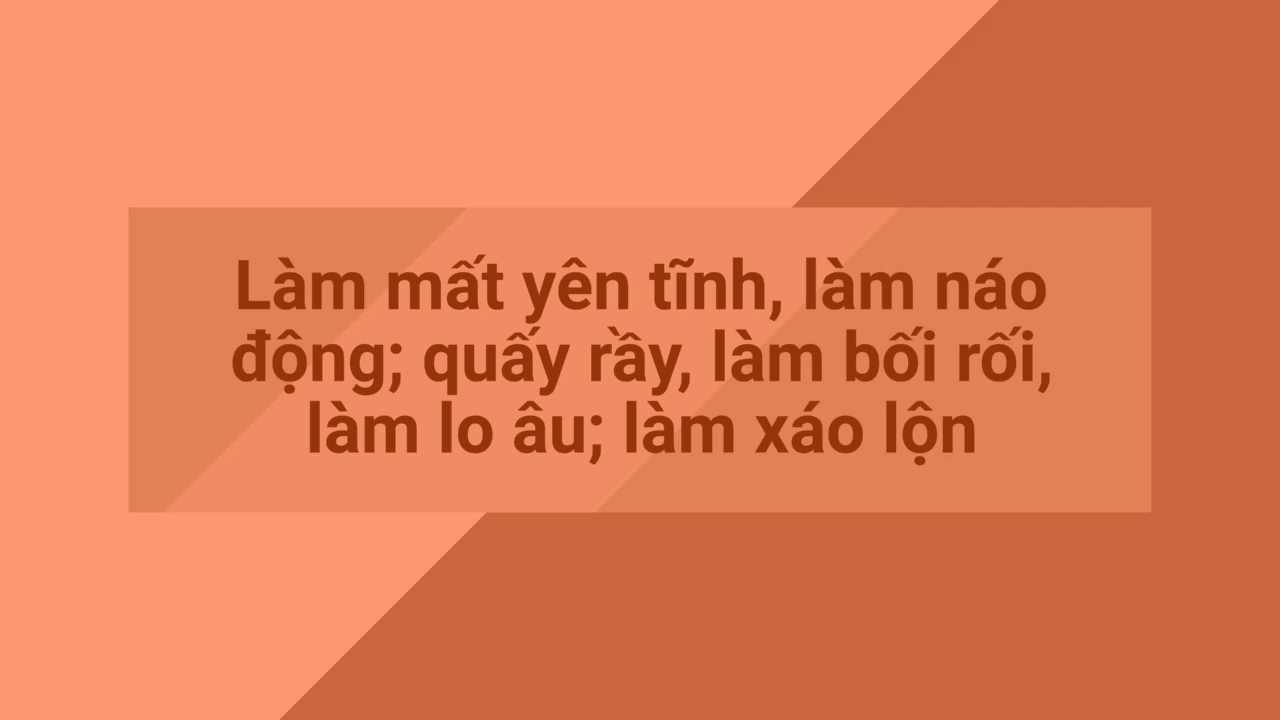 Làm mất yên tĩnh, làm náo
động; quấy rầy, làm bối rối,
làm lo âu; làm xáo lộn